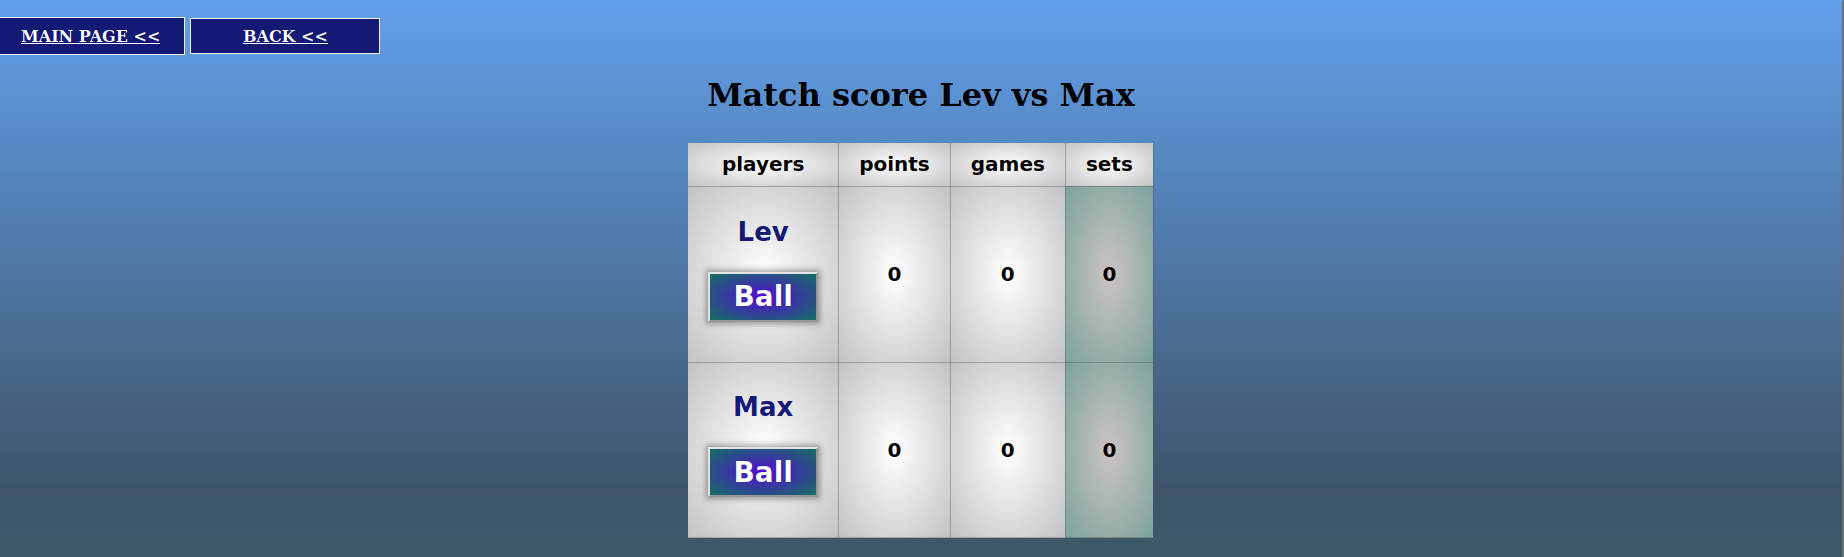 MAIN PAGE << BACK <<
Match score Lev vs Max
players points games sets
Lev
Ball
0 0 0
Max
Ball
0 0 0